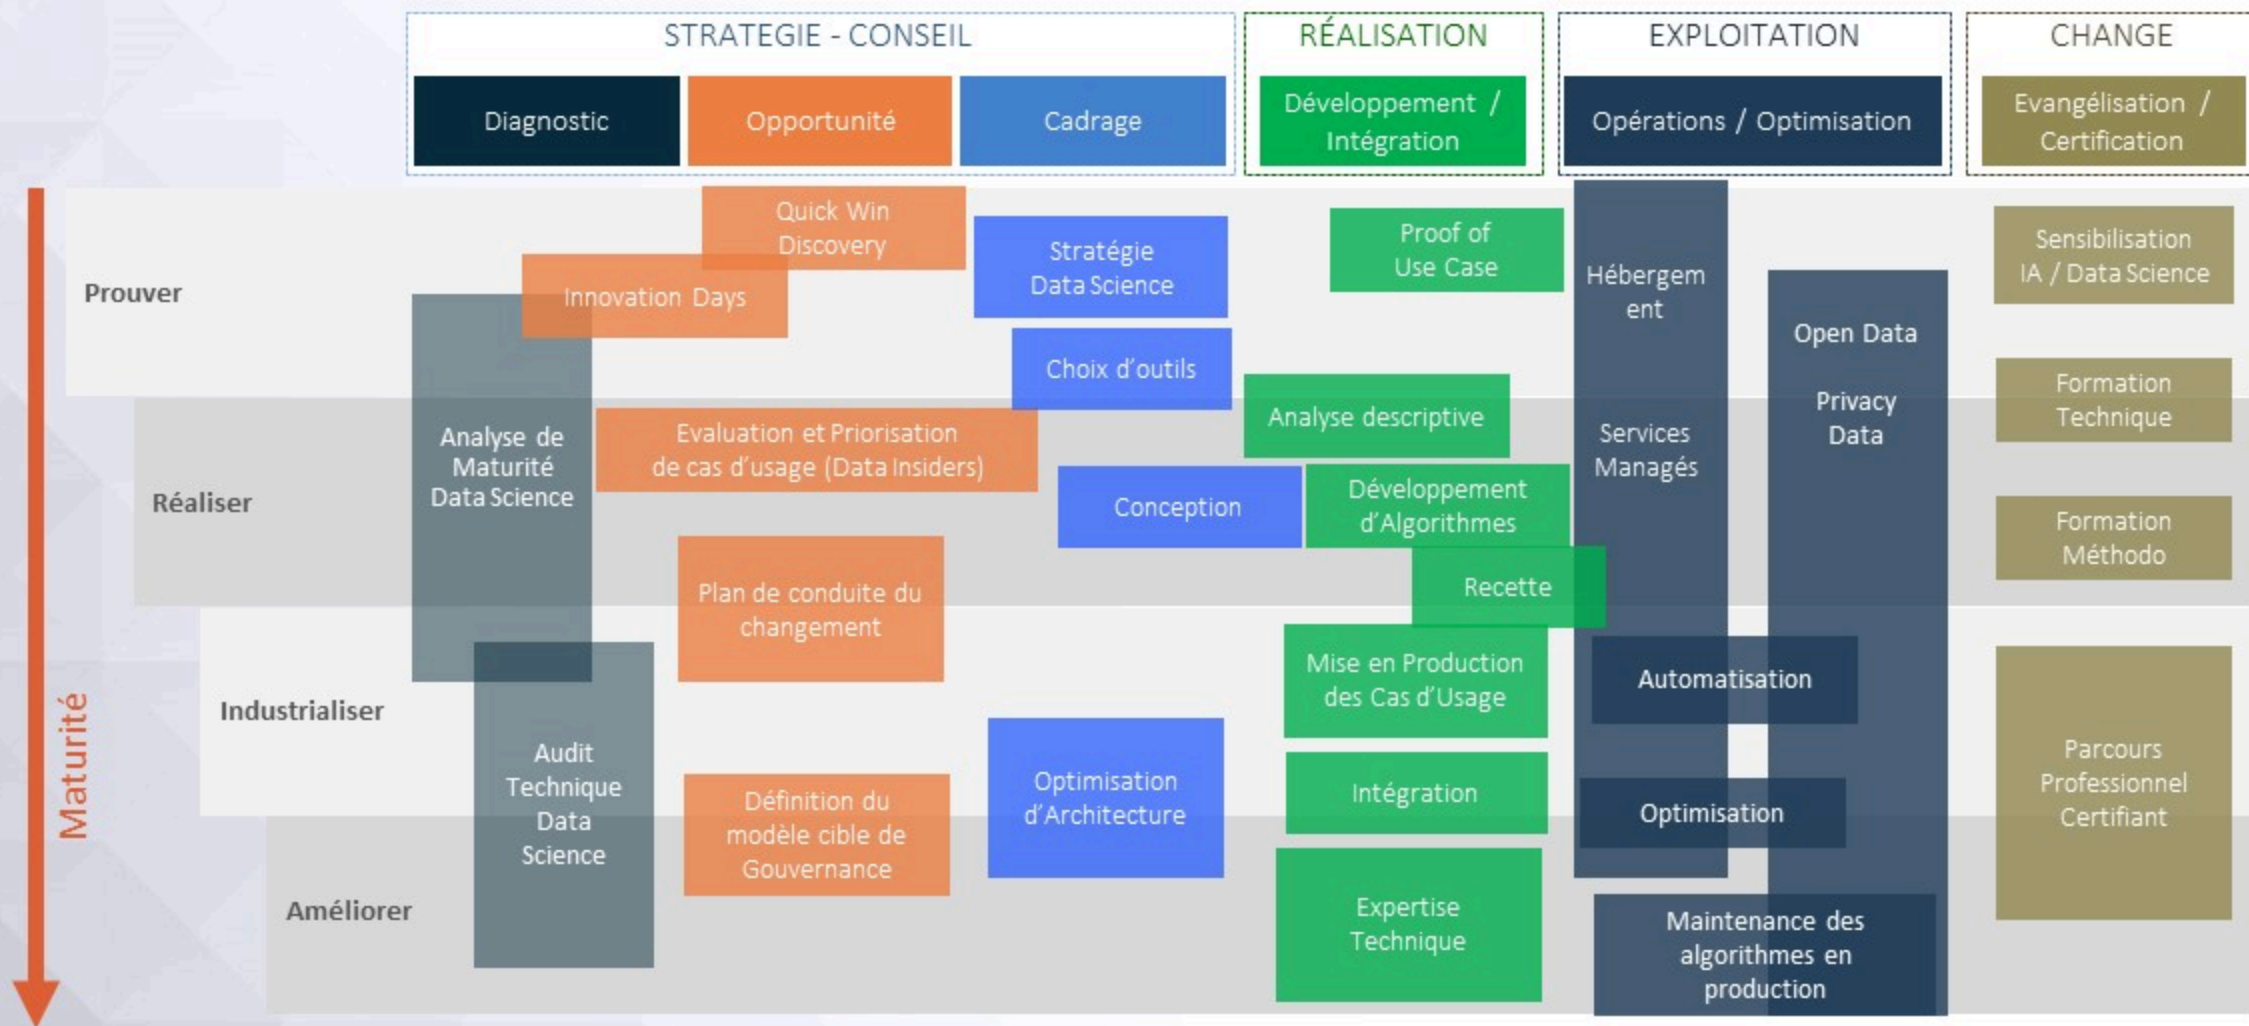 STRATEGIE - CONSEIL
RÉALISATION
EXPLOITATION
CHANGE
Diagnostic
Opportunité
Cadrage
Développement /
Intégration
Opérations / Optimisation
Evangélisation /
Certification
Maturité
Prouver
Quick Win
Discovery
Innovation Days
Stratégie
Data Science
Choix d'outils
Proof of
Use Case
Hébergem
ent
Open Data
Privacy
Data
Sensibilisation
IA / Data Science
Réaliser
Analyse de
Maturité
Data Science
Evaluation et Priorisation
de cas d'usage (Data Insiders)
Conception
Analyse descriptive
Développement
d'Algorithmes
Recette
Services
Managés
Formation
Technique
Formation
Méthodo
Plan de conduite du
changement
Industrialiser
Audit
Technique
Data
Science
Mise en Production
des Cas d'Usage
Automatisation
Optimisation
d'Architecture
Intégration
Optimisation
Parcours
Professionnel
Certifiant
Définition du
modèle cible de
Gouvernance
Améliorer
Expertise
Technique
Maintenance des
algorithmes en
production